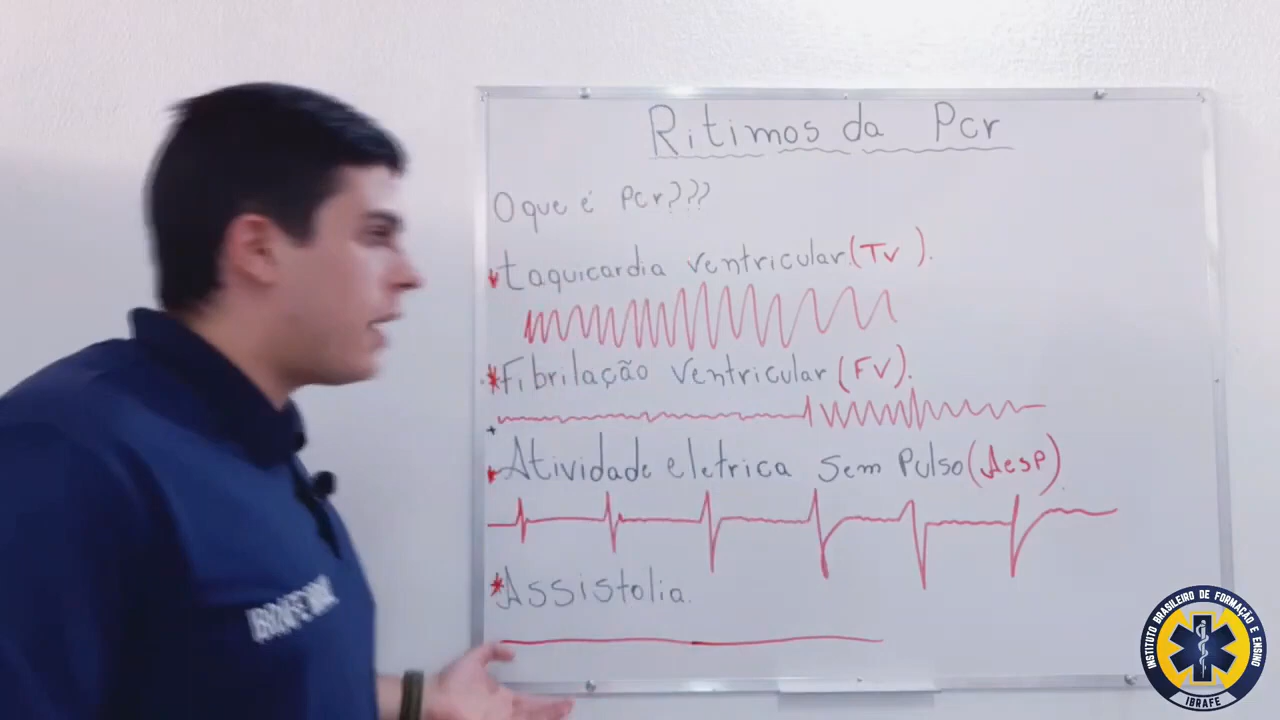 Ritimos da Pcr
Oque é Pcr???
* taquicardia ventricular.(Tv ).
* Fibrilação ventricular (FV).
* Atividade eletrica sem Pulso (Aesp)
* Assistolia.
INSTITUTO BRASILEIRO DE FORMAÇÃO E ENSINO
IBRAFE